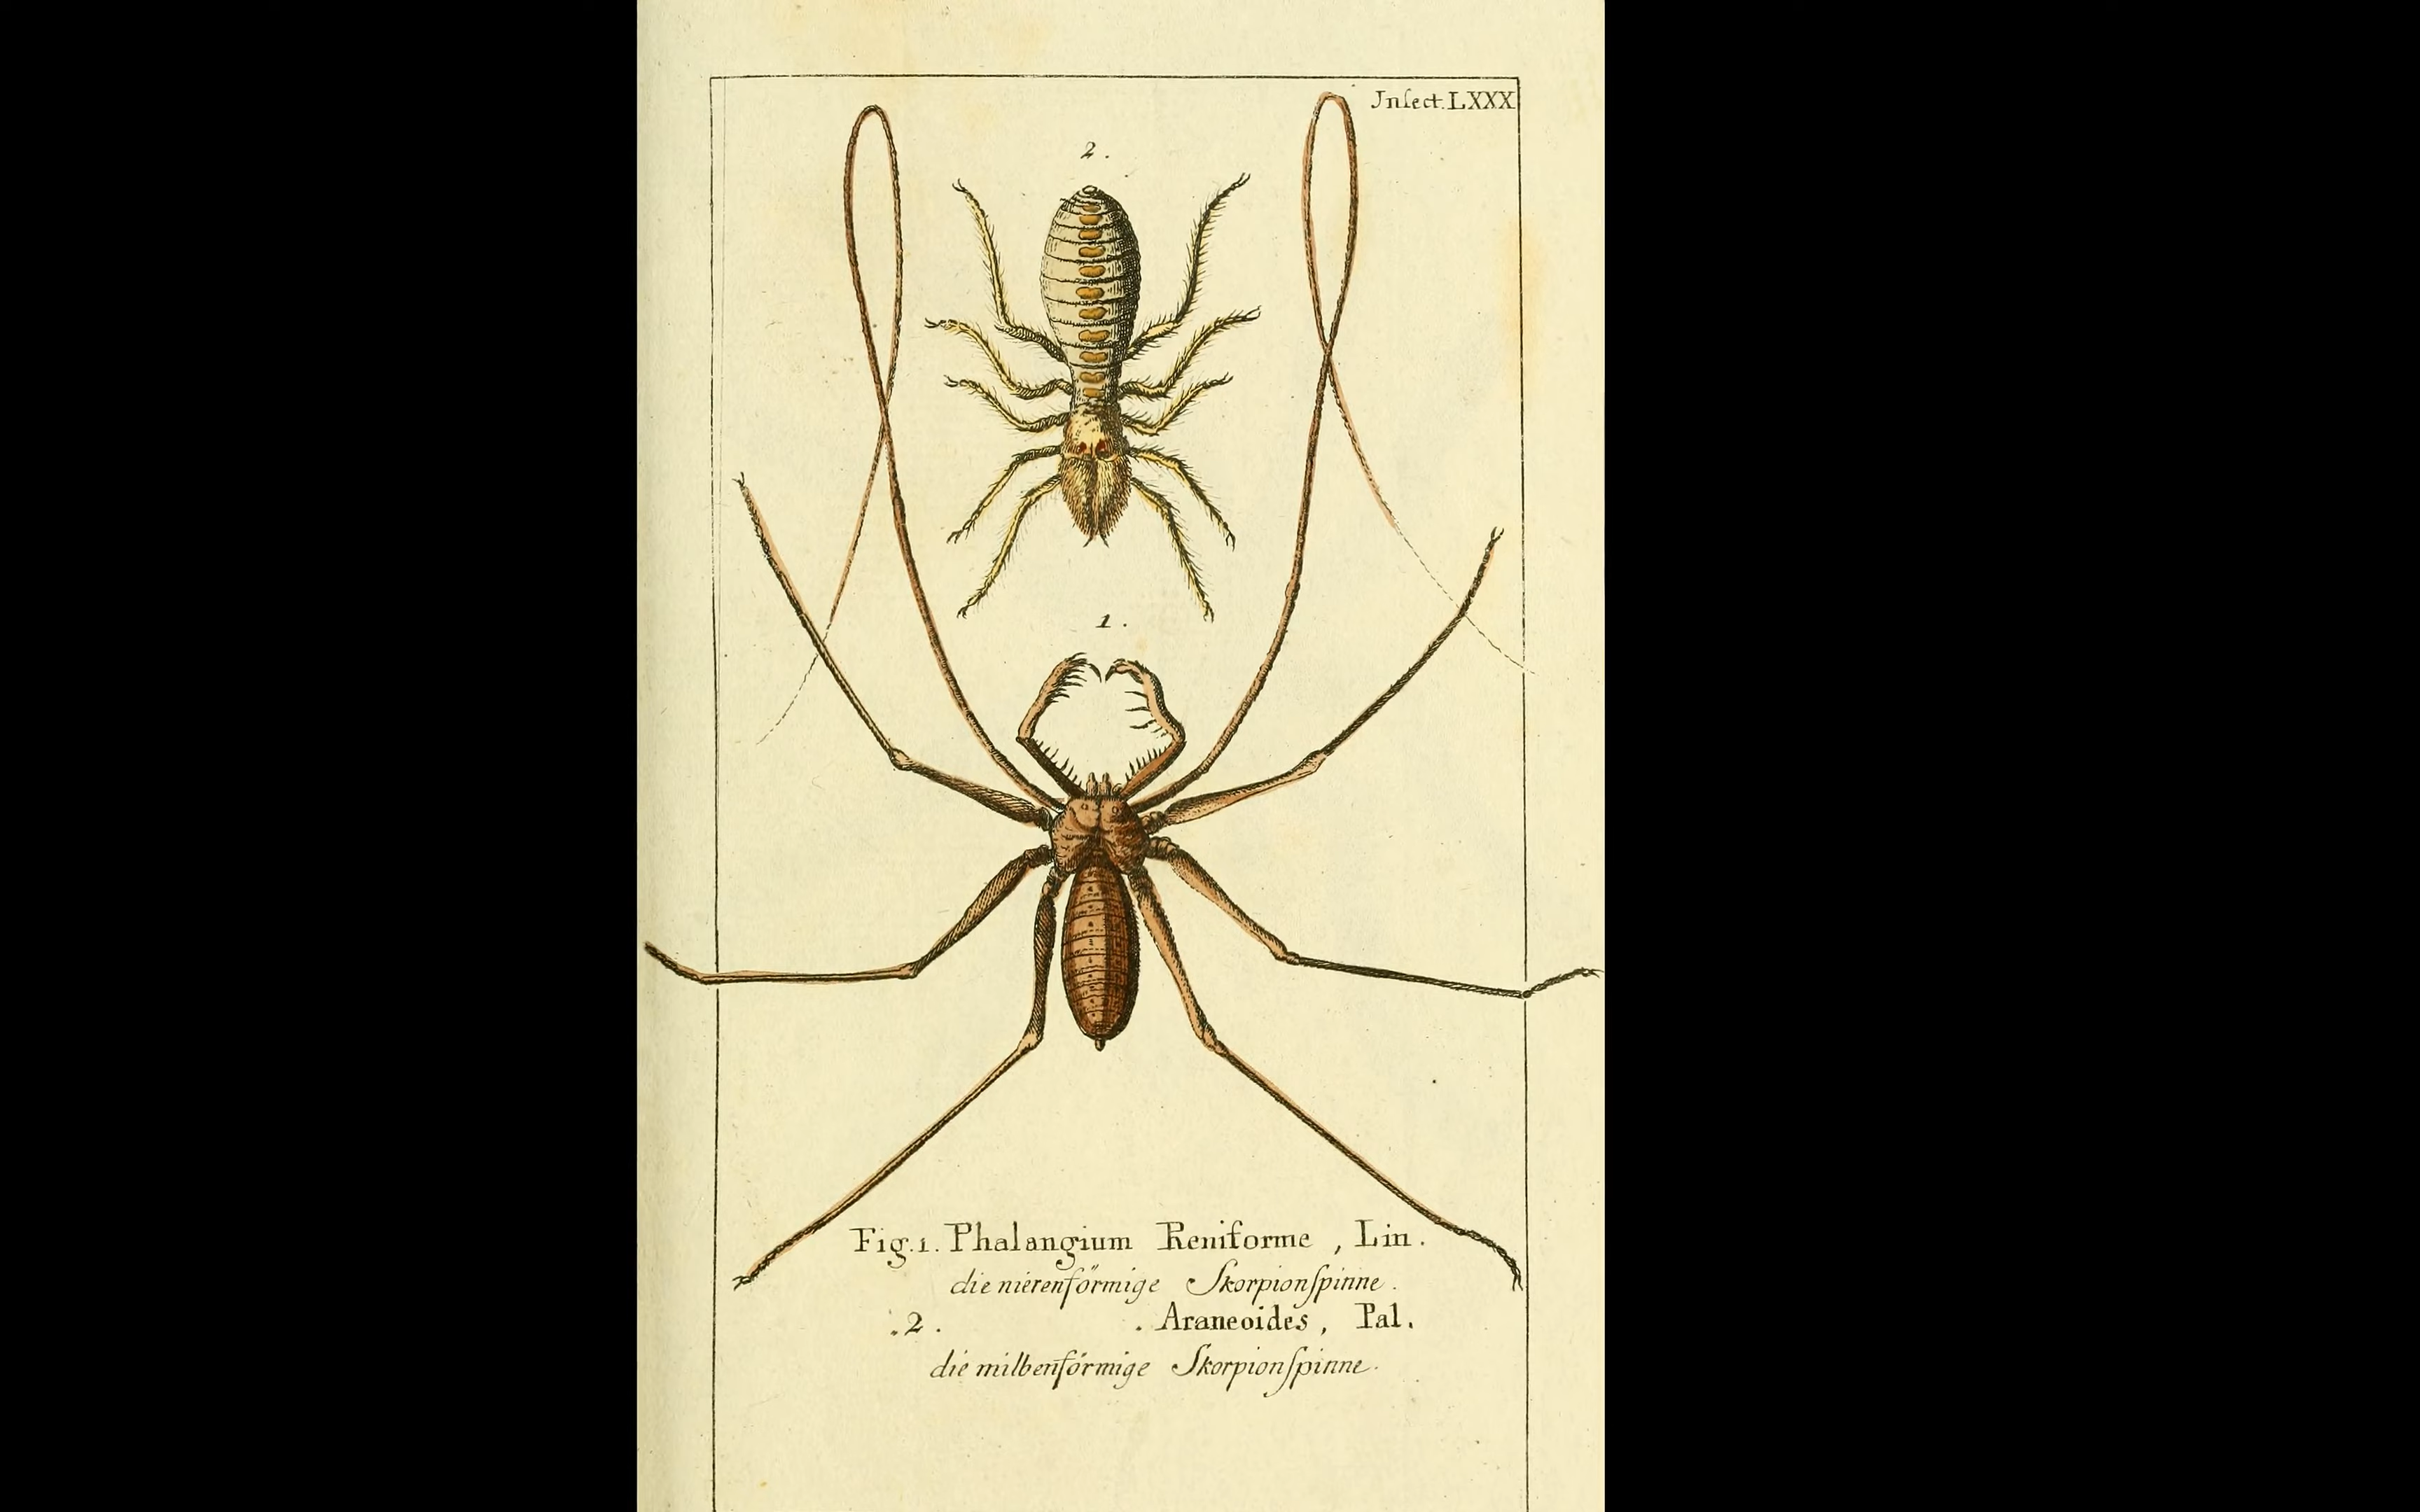 Insect. LXXX
2.
1.
Fig. 1. Phalangium Reniforme, Lin.
die nierenförmige Skorpionspinne.
. 2. . Araneoides, Pal.
die milbenförmige Skorpionspinne.